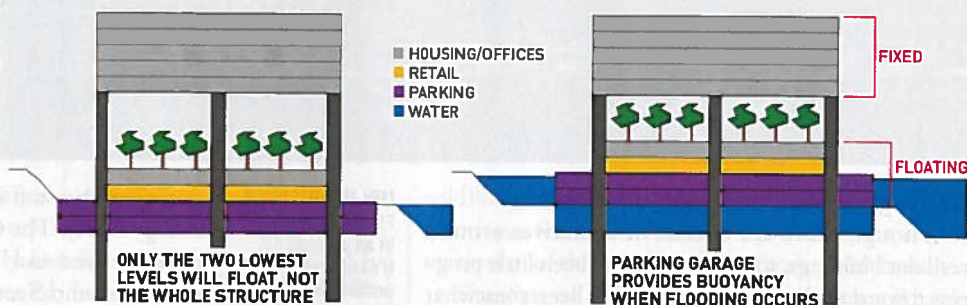 HOUSING/OFFICES
RETAIL
PARKING
WATER
FIXED
FLOATING
ONLY THE TWO LOWEST
LEVELS WILL FLOAT, NOT
THE WHOLE STRUCTURE
PARKING GARAGE
PROVIDES BUOYANCY
WHEN FLOODING OCCURS